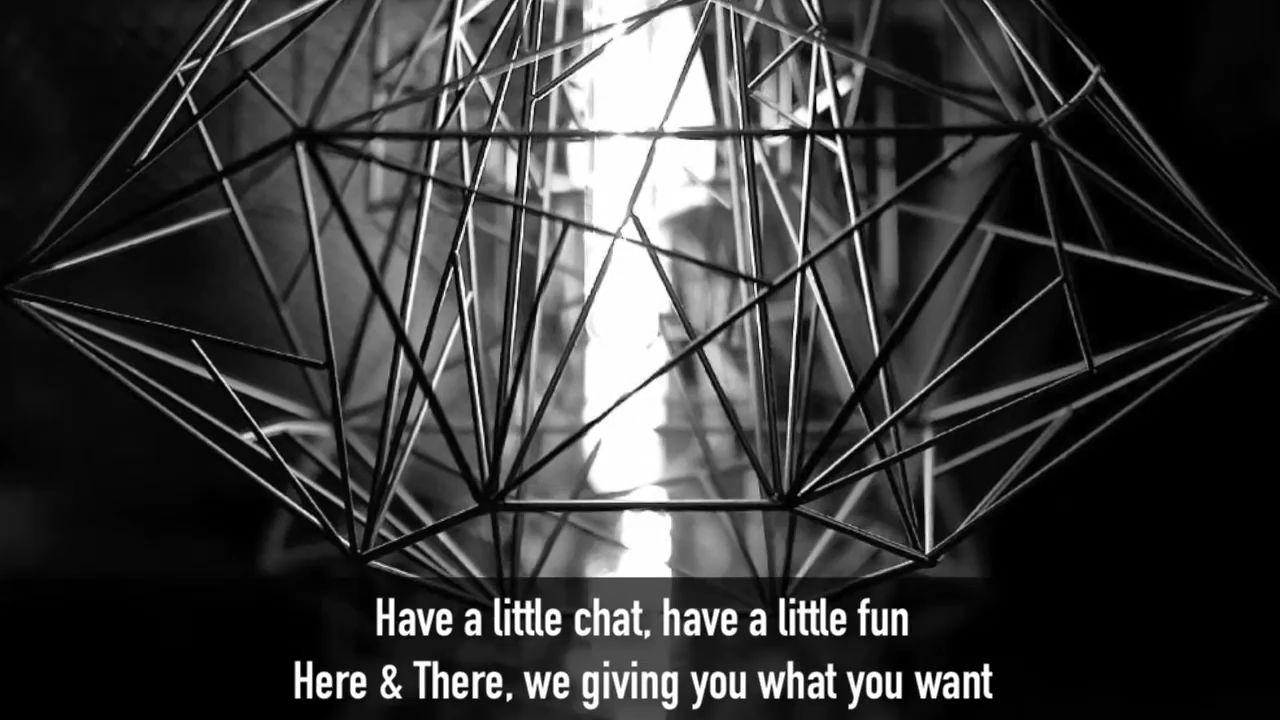 Have a little chat, have a little fun
Here & There, we giving you what you want